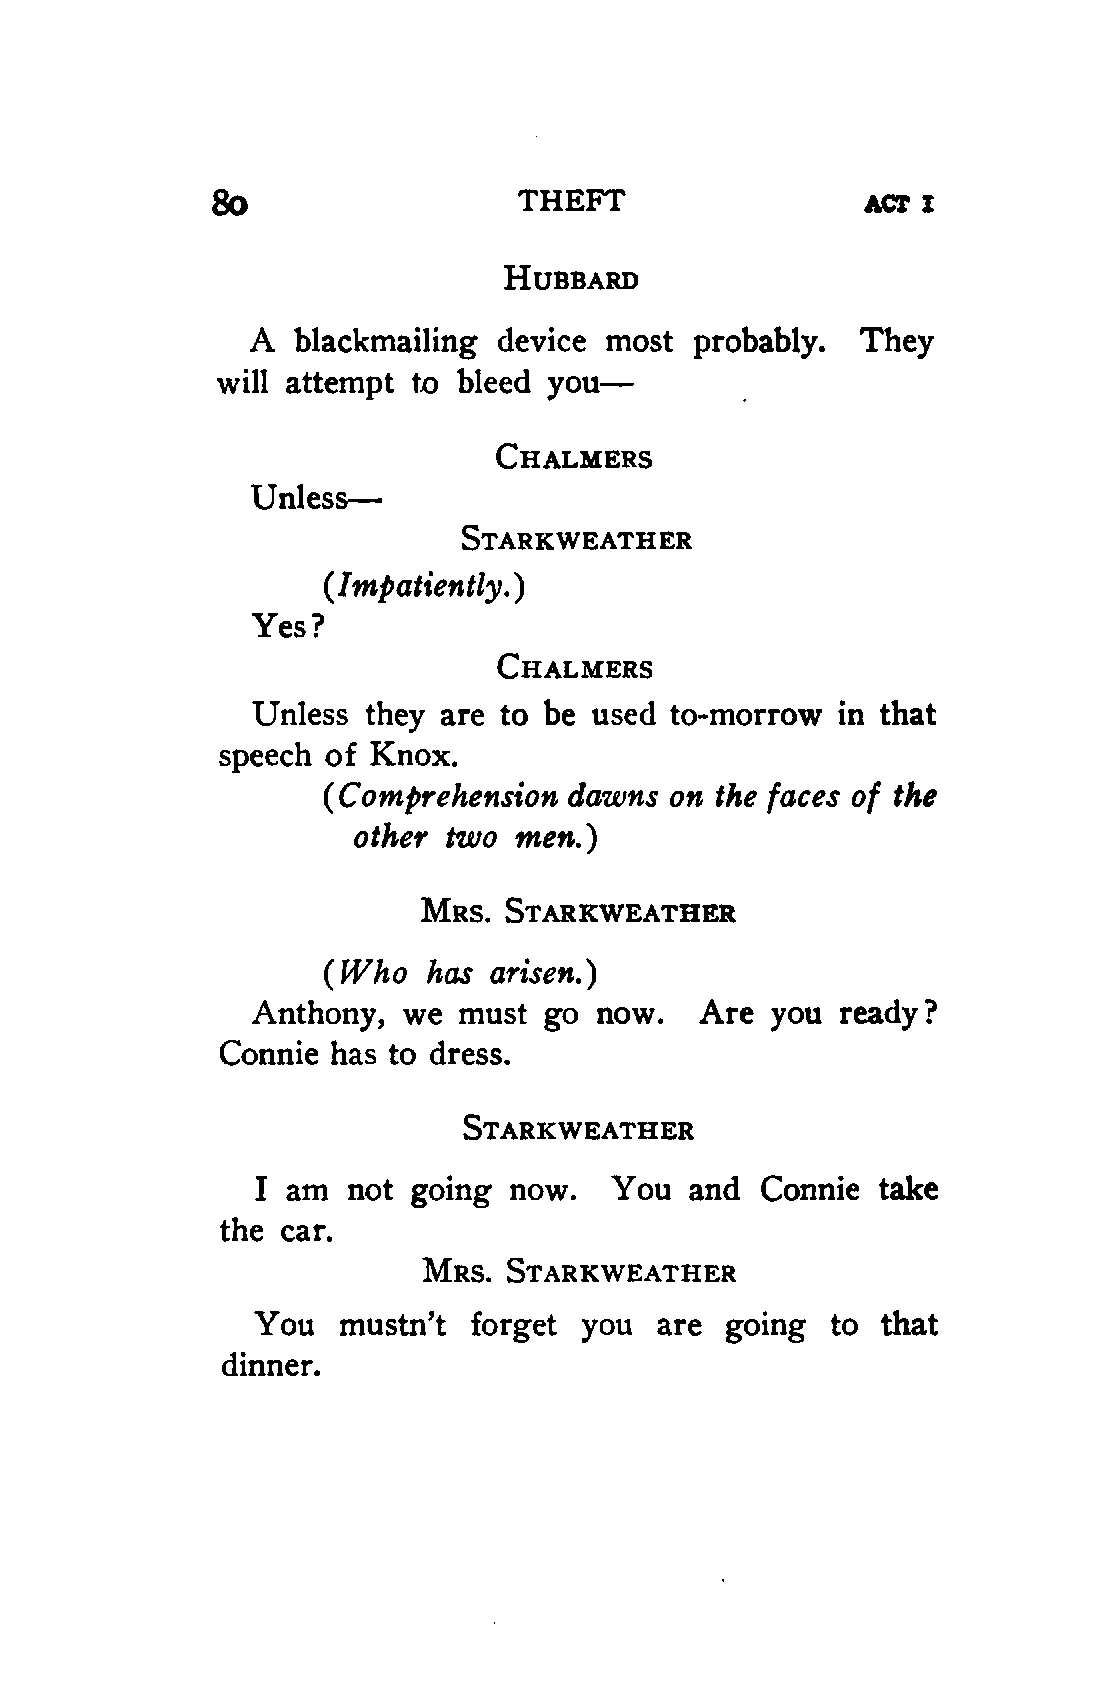 80 THEFT ACT I
HUBBARD
A blackmailing device most probably. They
will attempt to bleed you—
CHALMERS
Unless—
STARKWEATHER
(Impatiently.)
Yes?
CHALMERS
Unless they are to be used to-morrow in that
speech of Knox.
(Comprehension dawns on the faces of the
other two men.)
MRS. STARKWEATHER
(Who has arisen.)
Anthony, we must go now. Are you ready?
Connie has to dress.
STARKWEATHER
I am not going now. You and Connie take
the car.
MRS. STARKWEATHER
You mustn't forget you are going to that
dinner.